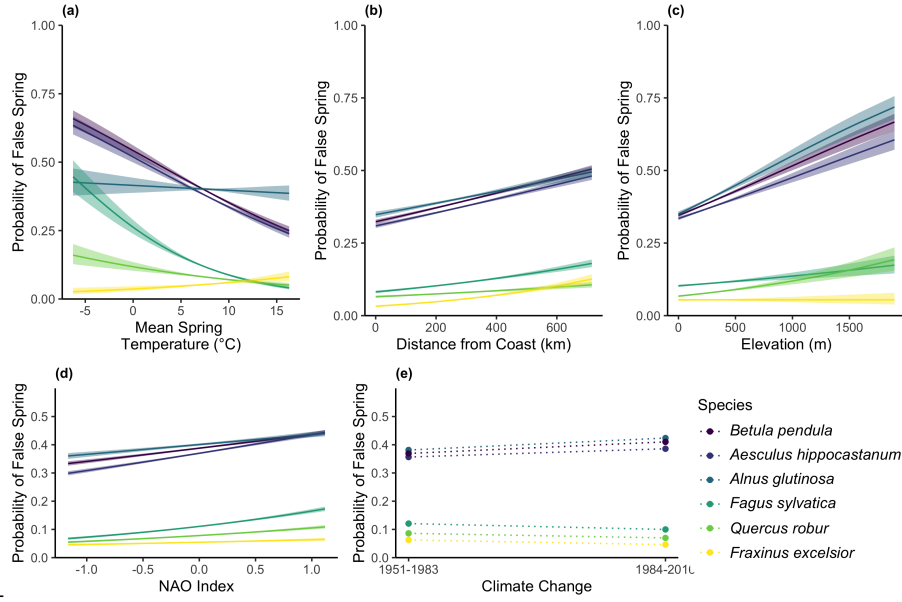 (a)
Probability of False Spring
1.00
0.75
0.50
0.25
0.00
-5
0
5
10
15
Mean Spring
Temperature (°C)
(b)
Probability of False Spring
1.00
0.75
0.50
0.25
0.00
0
200
400
600
Distance from Coast (km)
(c)
Probability of False Spring
1.00
0.75
0.50
0.25
0.00
0
500
1000
1500
Elevation (m)
(d)
Probability of False Spring
0.5
0.4
0.3
0.2
0.1
0.0
-1.0
-0.5
0.0
0.5
1.0
NAO Index
(e)
Probability of False Spring
0.5
0.4
0.3
0.2
0.1
0.0
1951-1983
1984-201
Climate Change
Species
Betula pendula
Aesculus hippocastanum
Alnus glutinosa
Fagus sylvatica
Quercus robur
Fraxinus excelsior